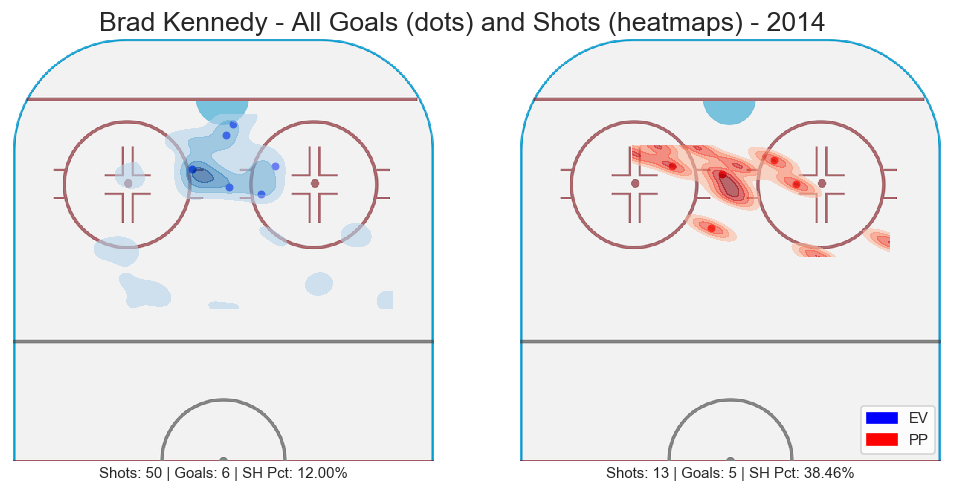 Brad Kennedy - All Goals (dots) and Shots (heatmaps) - 2014
EV
PP
Shots: 50 | Goals: 6 | SH Pct: 12.00%
Shots: 13 | Goals: 5 | SH Pct: 38.46%